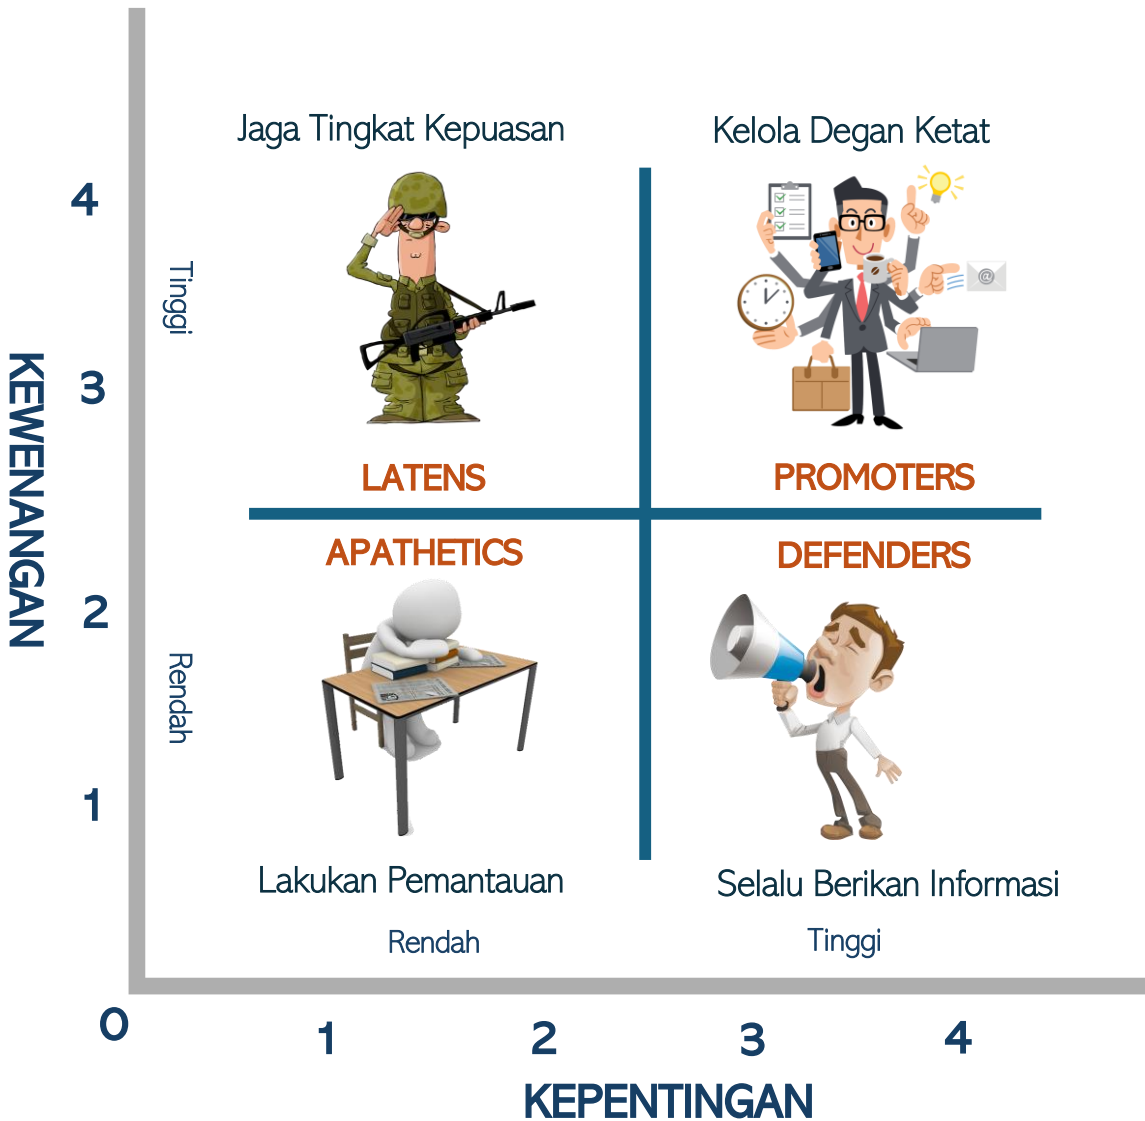 Jaga Tingkat Kepuasan
Kelola Degan Ketat
4
Tinggi
3
KEWENANGAN
LATENS
PROMOTERS
APATHETICS
DEFENDERS
2
Rendah
1
Lakukan Pemantauan
Selalu Berikan Informasi
Rendah
Tinggi
0
1
2
3
4
KEPENTINGAN
@